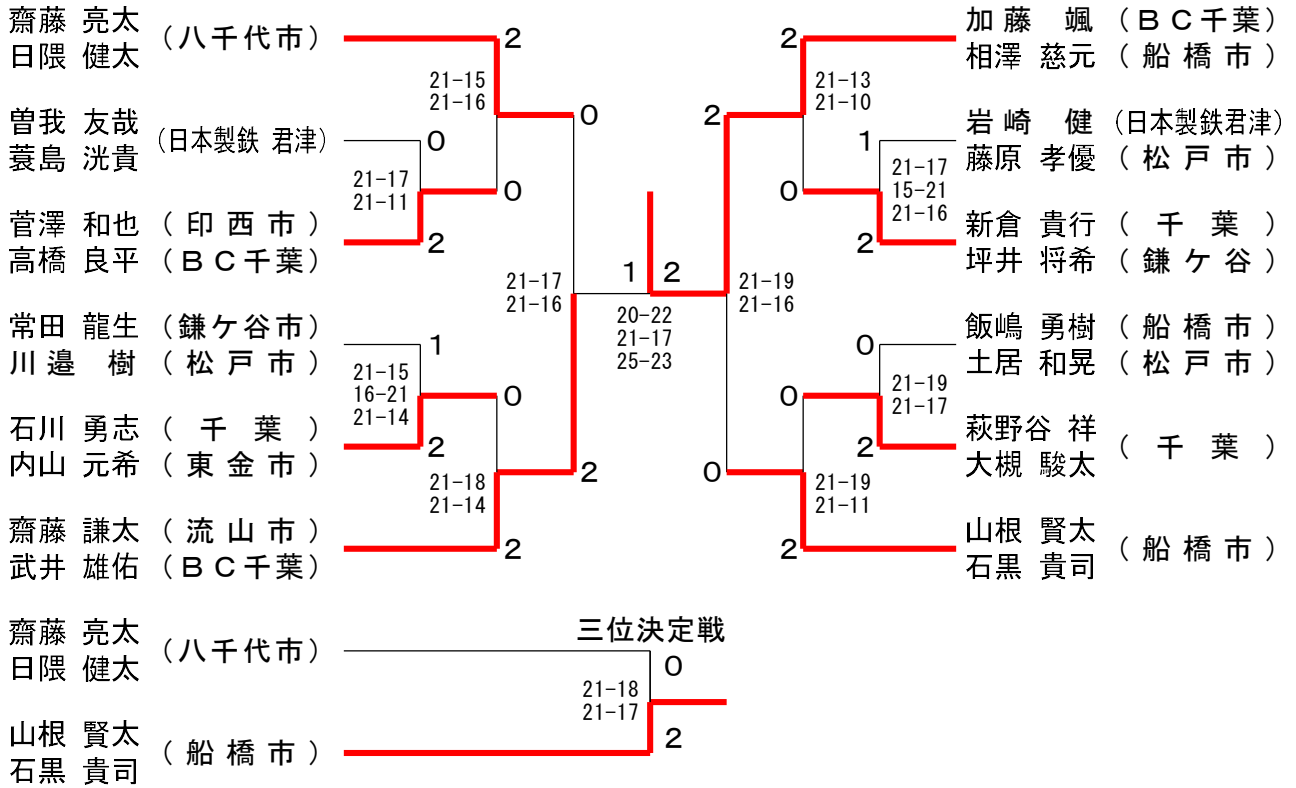 齋藤 亮太
日隈 健太
(八千代市)
曽我 友哉
蓑島 洸貴
(日本製鉄 君津)
菅澤 和也 (印西市)
高橋 良平 (BC千葉)
常田 龍生 (鎌ケ谷市)
川邉 樹 (松戸市)
石川 勇志 (千葉)
内山 元希 (東金市)
齋藤 謙太 (流山市)
武井 雄佑 (BC千葉)
2
21-15
21-16
0
0
21-17
21-11
0
2
21-17
21-16
1
21-15
16-21
21-14
0
2
21-18
21-14
2
2
1 2
20-22
21-17
25-23
2
21-13
21-10
2
1
21-17
15-21
21-16
0
2
21-19
21-16
0
21-19
21-17
0
2
0
21-19
21-11
2
加藤 颯 (BC千葉)
相澤 慈元 (船橋市)
岩崎 健 (日本製鉄君津)
藤原 孝優 (松戸市)
新倉 貴行 (千葉)
坪井 将希 (鎌ケ谷)
飯嶋 勇樹 (船橋市)
土居 和晃 (松戸市)
萩野谷 祥
大槻 駿太
(千葉)
山根 賢太
石黒 貴司
(船橋市)
三位決定戦
齋藤 亮太
日隈 健太
(八千代市)
0
21-18
21-17
2
山根 賢太
石黒 貴司
(船橋市)